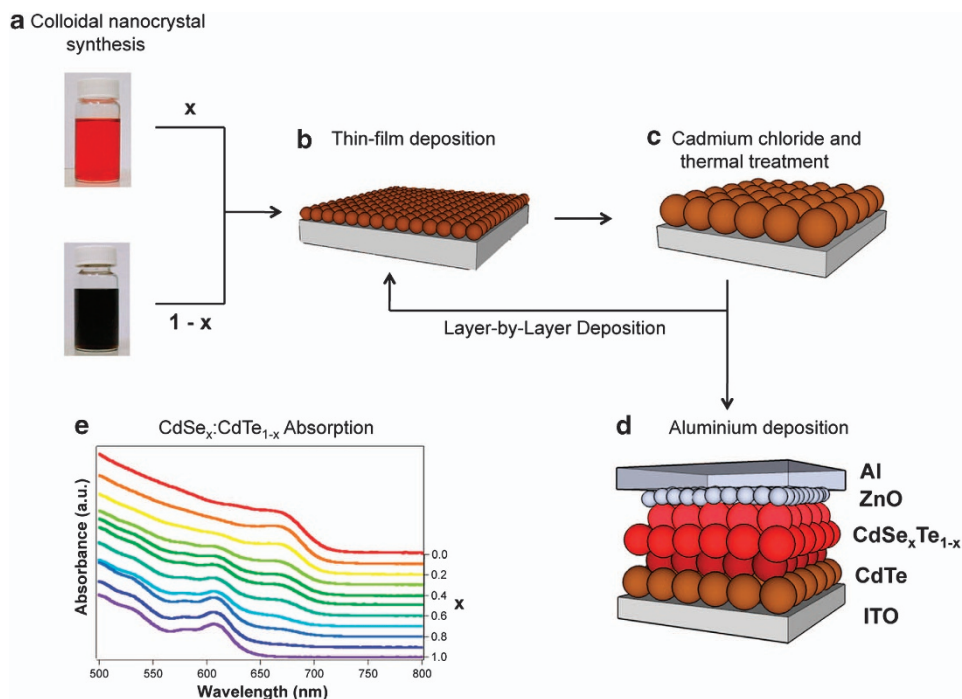 a Colloidal nanocrystal
synthesis
x
1 - x
b Thin-film deposition
c Cadmium chloride and
thermal treatment
Layer-by-Layer Deposition
d Aluminium deposition
Al
ZnO
CdSeₓTe₁₋ₓ
CdTe
ITO
e CdSeₓ:CdTe₁₋ₓ Absorption
Absorbance (a.u.)
0.0
0.2
0.4
0.6
0.8
1.0
x
500 550 600 650 700 750 800
Wavelength (nm)